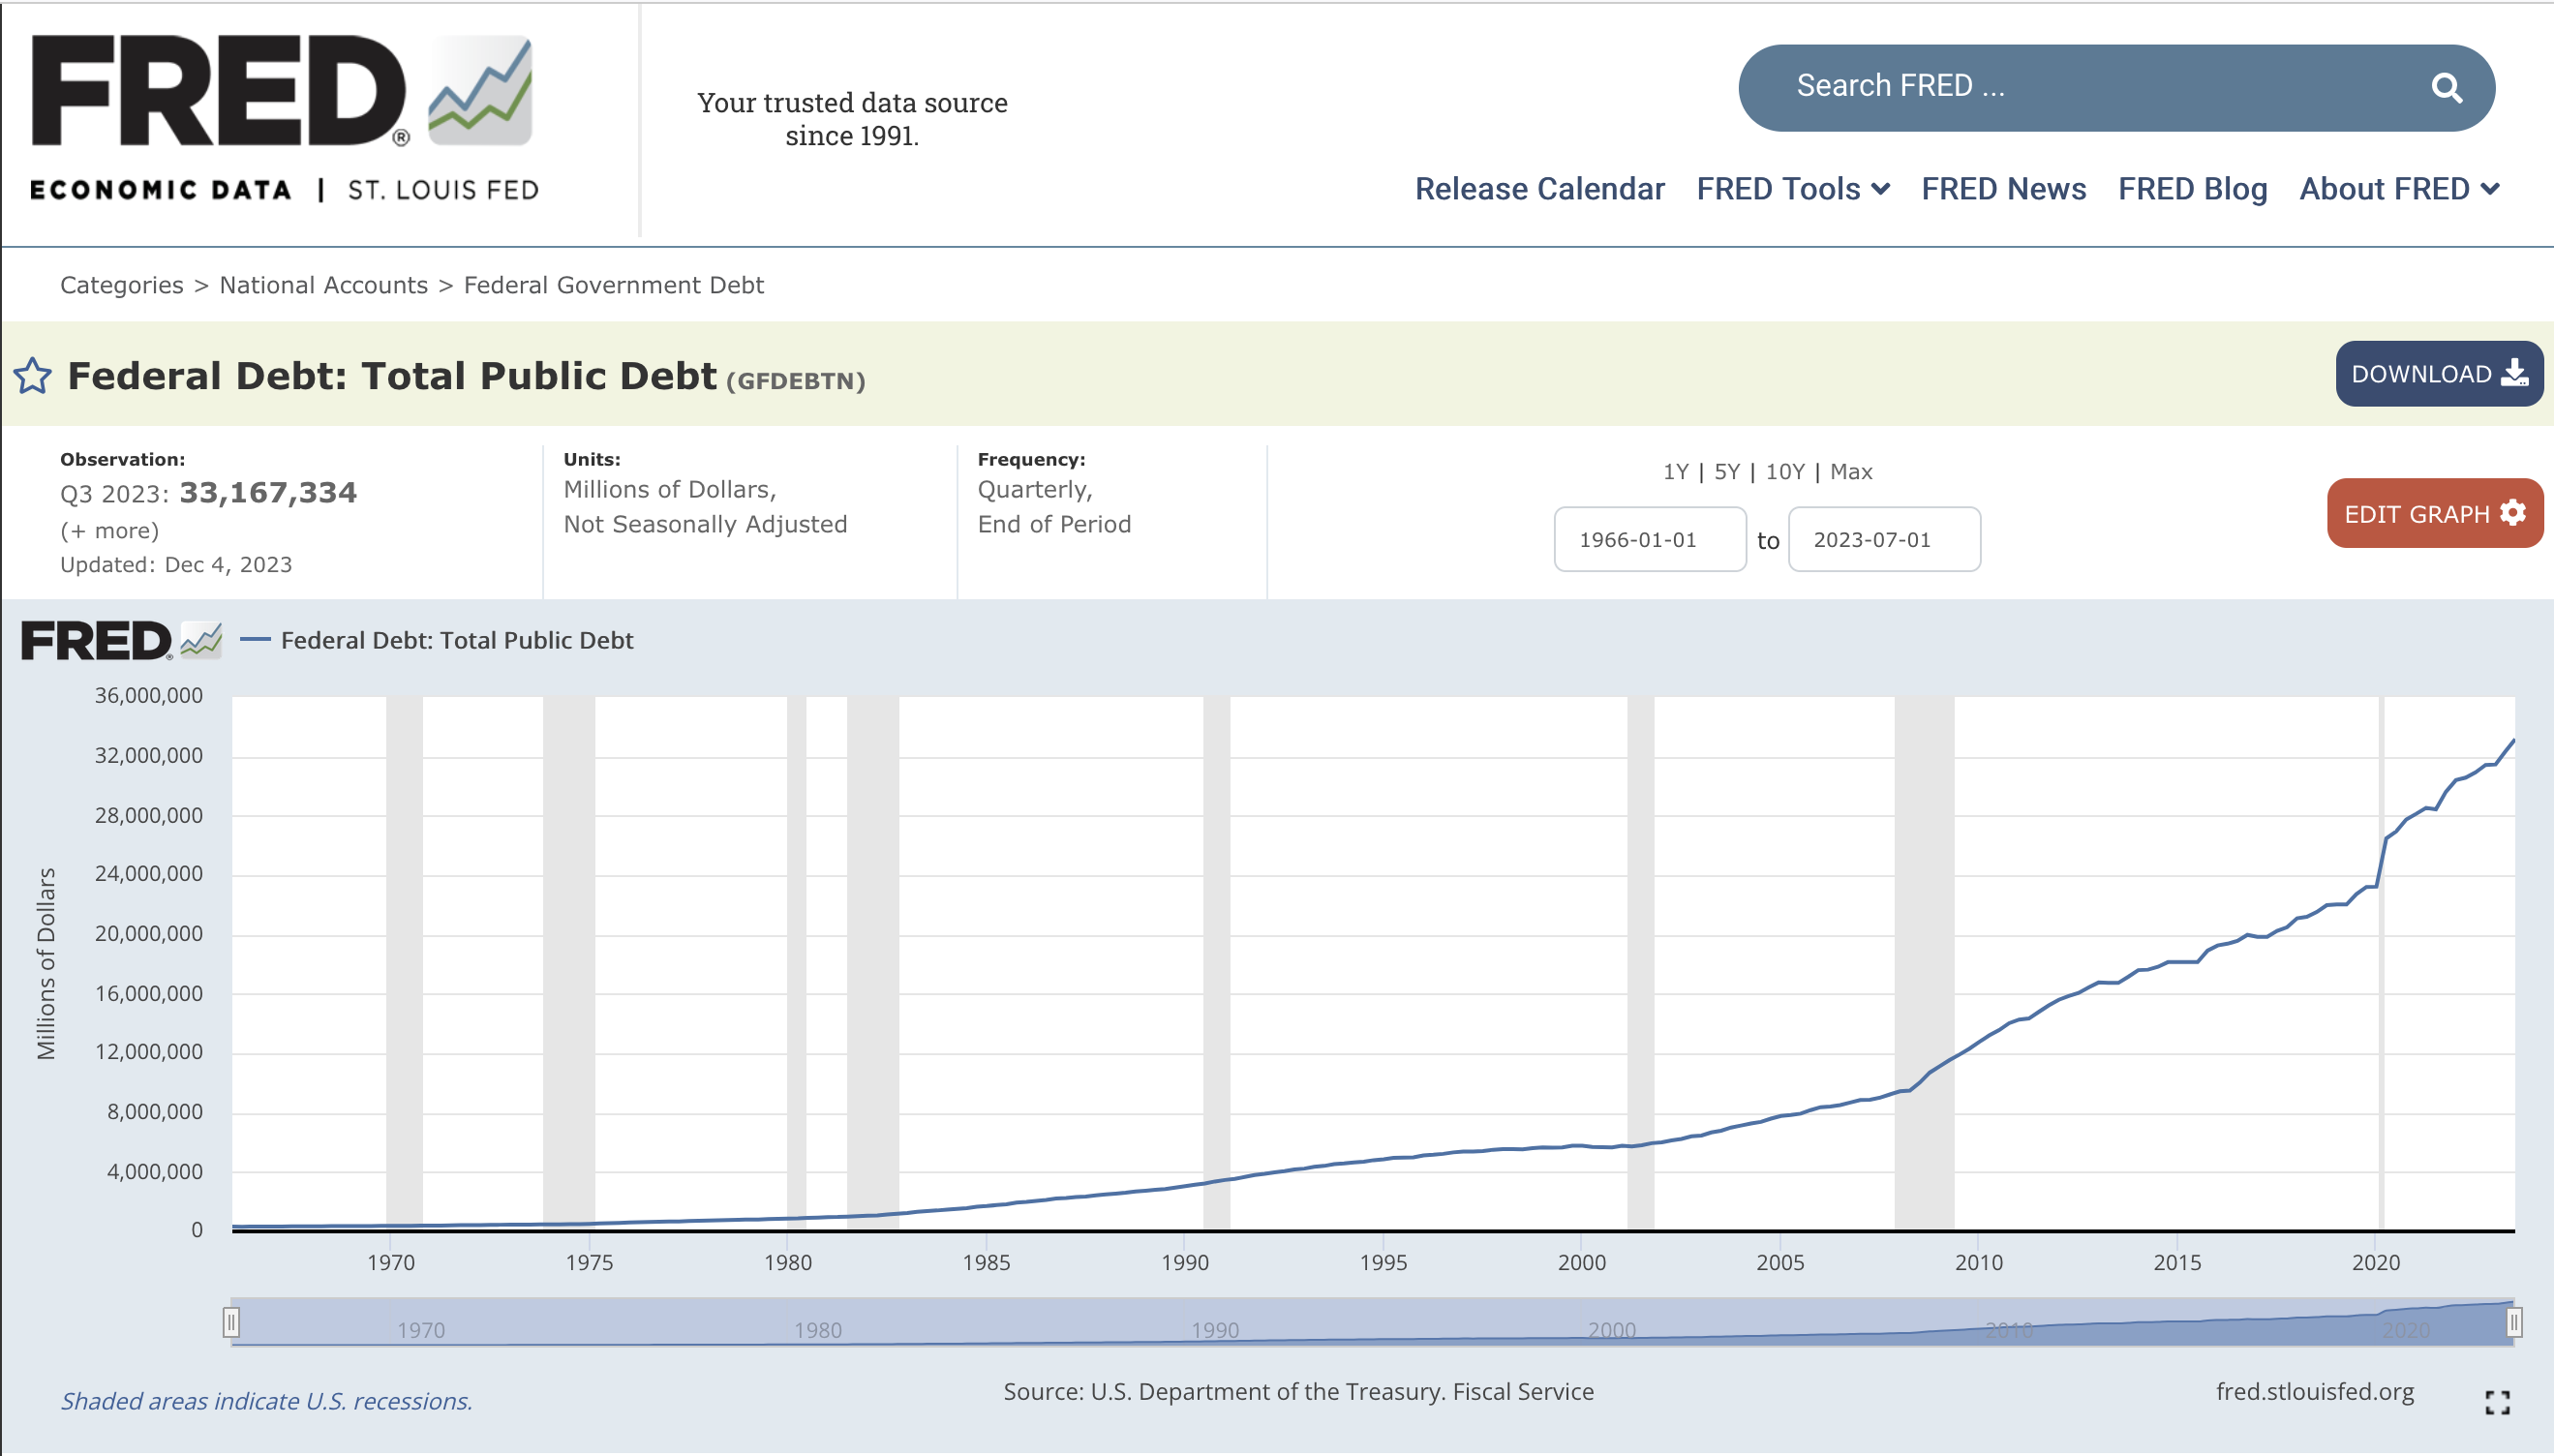 FRED®
ECONOMIC DATA | ST. LOUIS FED
Your trusted data source
since 1991.
Search FRED ...
Release Calendar FRED Tools FRED News FRED Blog About FRED
Categories > National Accounts > Federal Government Debt
Federal Debt: Total Public Debt (GFDEBTN)
DOWNLOAD
Observation:
Q3 2023: 33,167,334
(+ more)
Updated: Dec 4, 2023
Units:
Millions of Dollars,
Not Seasonally Adjusted
Frequency:
Quarterly,
End of Period
1Y | 5Y | 10Y | Max
1966-01-01 to 2023-07-01
EDIT GRAPH
FRED® Federal Debt: Total Public Debt
36,000,000
32,000,000
28,000,000
24,000,000
20,000,000
16,000,000
12,000,000
8,000,000
4,000,000
0
Millions of Dollars
1970 1975 1980 1985 1990 1995 2000 2005 2010 2015 2020
1970 1980 1990 2000 2010 2020
Shaded areas indicate U.S. recessions.
Source: U.S. Department of the Treasury. Fiscal Service
fred.stlouisfed.org